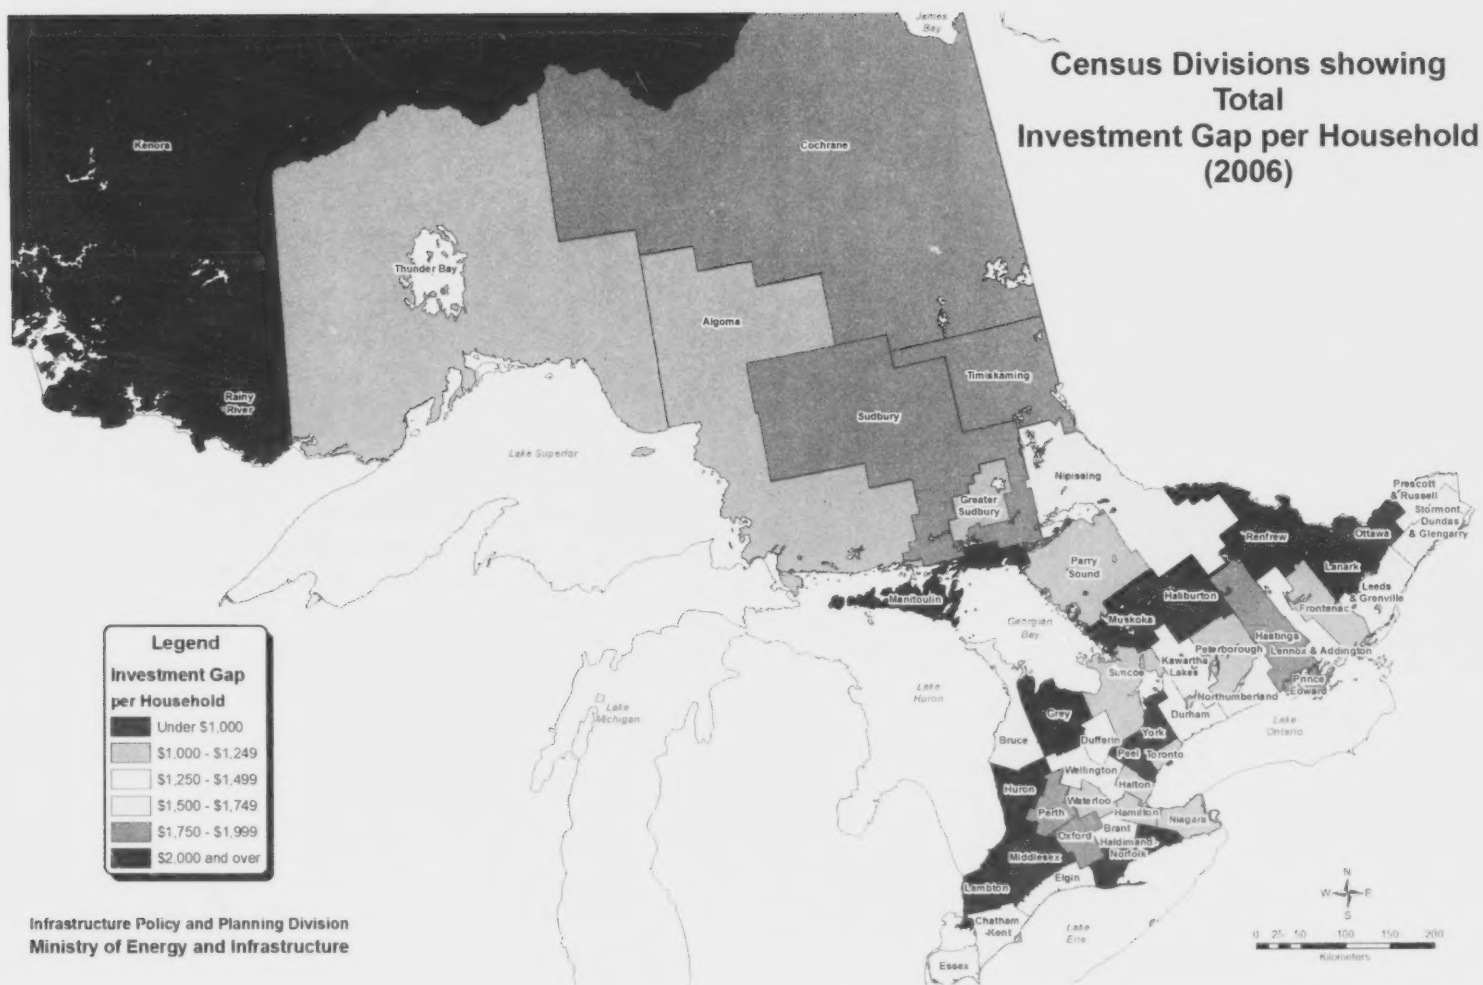 James
Bay
Census Divisions showing
Total
Investment Gap per Household
(2006)
Kenora
Cochrane
Thunder Bay
Algoma
Timiskaming
Rainy
River
Sudbury
Lake Superior
Nipissing
Greater
Sudbury
Prescott
& Russell
Stormont,
Dundas
& Glengarry
Renfrew
Ottawa
Lanark
Parry
Sound
Leeds
& Grenville
Haliburton
Manitoulin
Frontenac
Muskoka
Georgian
Bay
Hastings
Peterborough
Lennox & Addington
Kawartha
Lakes
Simcoe
Prince
Edward
Northumberland
Lake
Huron
Lake
Michigan
Grey
Durham
Lake
Ontario
York
Bruce
Dufferin
Peel
Toronto
Wellington
Halton
Huron
Waterloo
Perth
Hamilton
Niagara
Brant
Oxford
Haldimand
Norfolk
Middlesex
Elgin
Lambton
Chatham
-Kent
Lake
Erie
Essex
Legend
Investment Gap
per Household
Under $1,000
$1,000 - $1,249
$1,250 - $1,499
$1,500 - $1,749
$1,750 - $1,999
$2,000 and over
Infrastructure Policy and Planning Division
Ministry of Energy and Infrastructure
N
W E
S
0 25 50 100 150 200
Kilometers